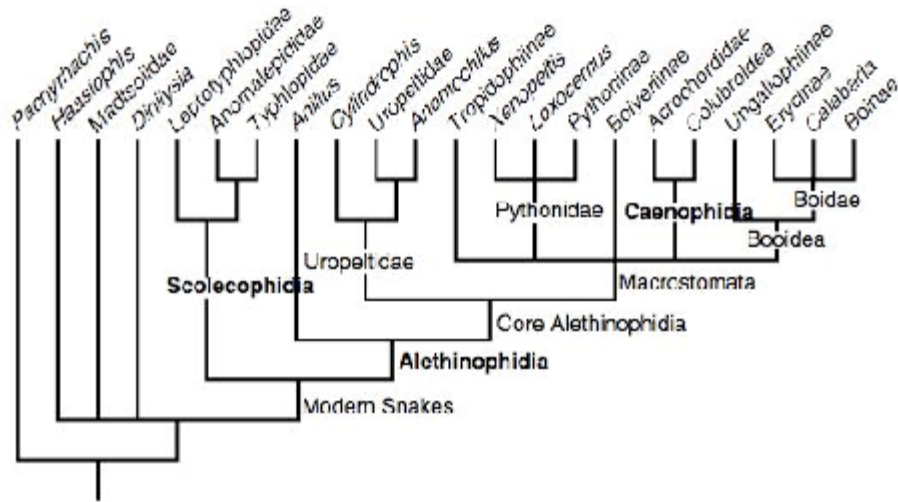 Pachyrhachis
Haasiophis
Madtsoiidae
Dinilysia
Leptotyphlopidae
Anomalepididae
Typhlopidae
Anilius
Cylindrophis
Uropeltidae
Anomochilus
Tropidophiinae
Xenopeltis
Loxocemus
Pythoninae
Bolyeriinae
Acrochordidae
Colubroidea
Ungaliophiinae
Erycinae
Calabaria
Boinae
Pythonidae
Caenophidia
Boidae
Booidea
Uropeltidae
Scolecophidia
Macrostomata
Core Alethinophidia
Alethinophidia
Modern Snakes